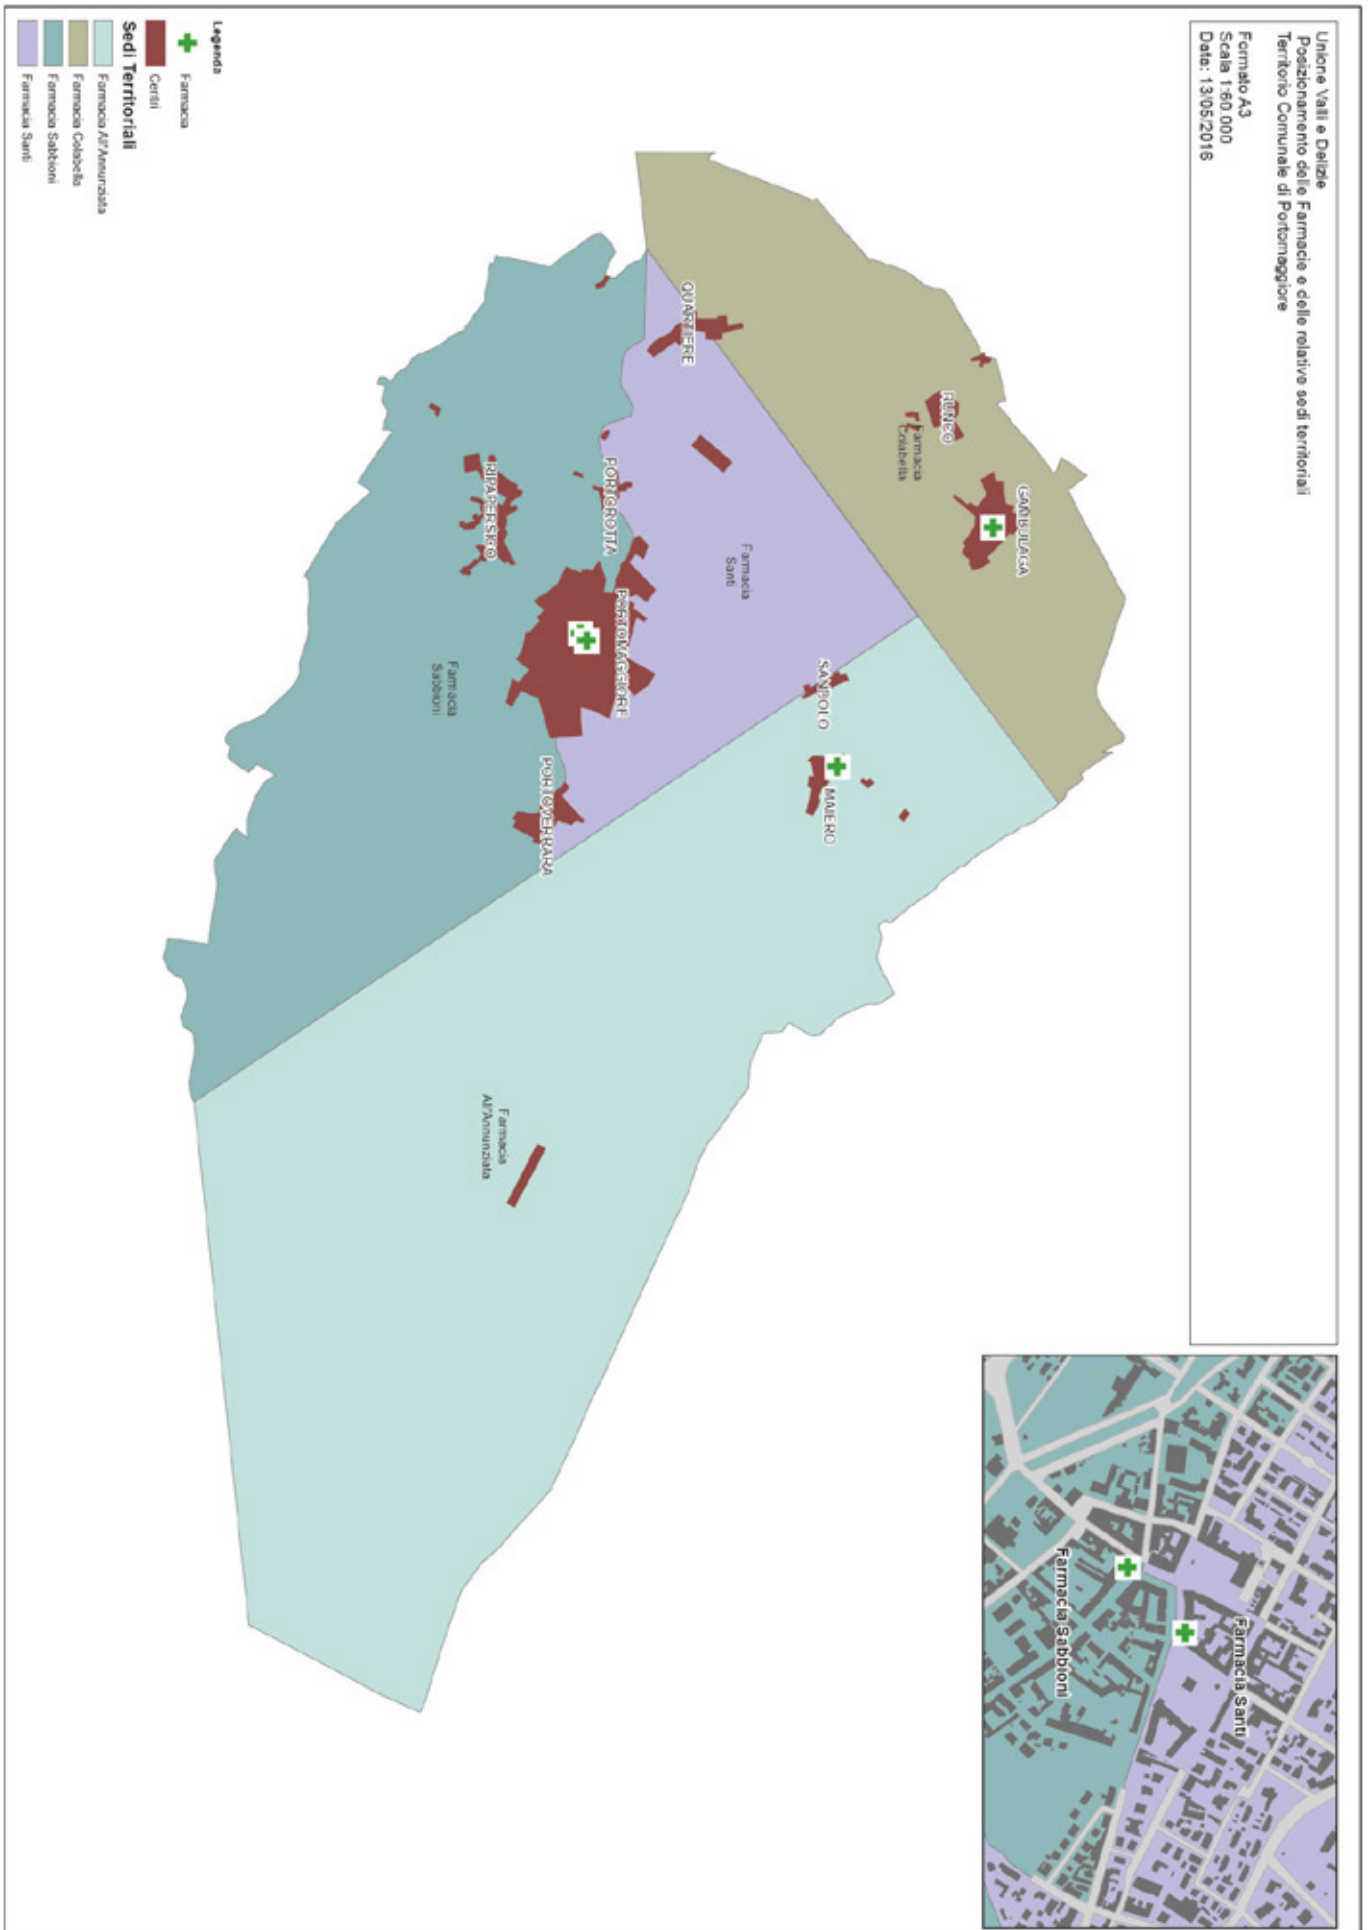 Unione Valli e Delizie
Posizionamento delle Farmacie e delle relative sedi territoriali
Territorio Comunale di Portomaggiore
Formato A3
Scala 1:60.000
Data: 13/05/2016
Farmacia Santi
Farmacia Sabbioni
GAMBULAGA
RUNCO
Farmacia
Colabella
QUARTIERE
Farmacia
Santi
SANDOLO
MAIERO
PORTOROTTA
PORTOMAGGIORE
RIPAPERSICO
PORTOVERRARA
Farmacia
Sabbioni
Farmacia
All'Annunziata
Legenda
Farmacia
Centri
Sedi Territoriali
Farmacia All'Annunziata
Farmacia Colabella
Farmacia Sabbioni
Farmacia Santi